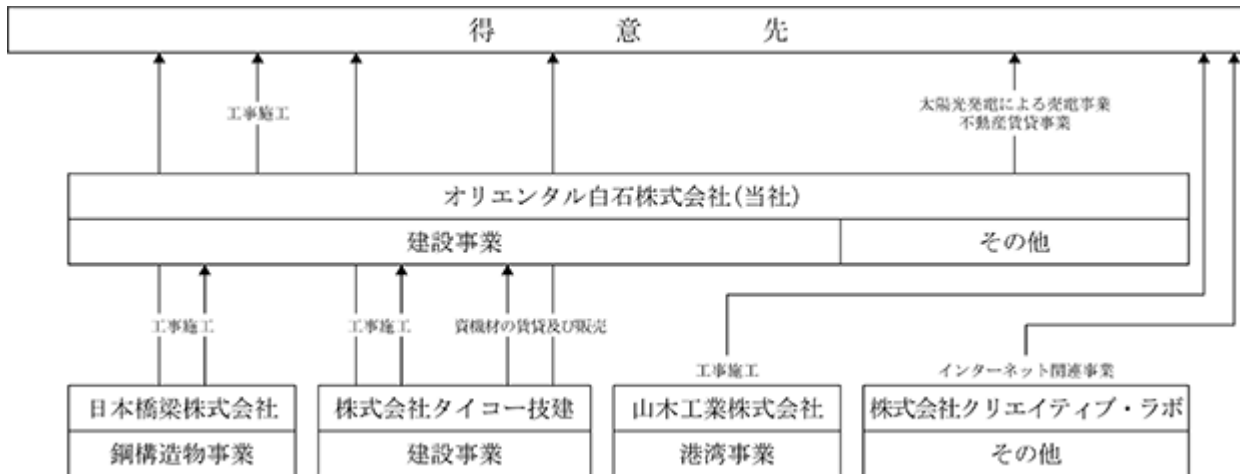 得意先
工事施工
太陽光発電による売電事業
不動産賃貸事業
オリエンタル白石株式会社(当社)
建設事業
その他
工事施工
工事施工
資機材の賃貸及び販売
工事施工
インターネット関連事業
日本橋梁株式会社
株式会社タイコー技建
山木工業株式会社
株式会社クリエイティブ・ラボ
鋼構造物事業
建設事業
港湾事業
その他